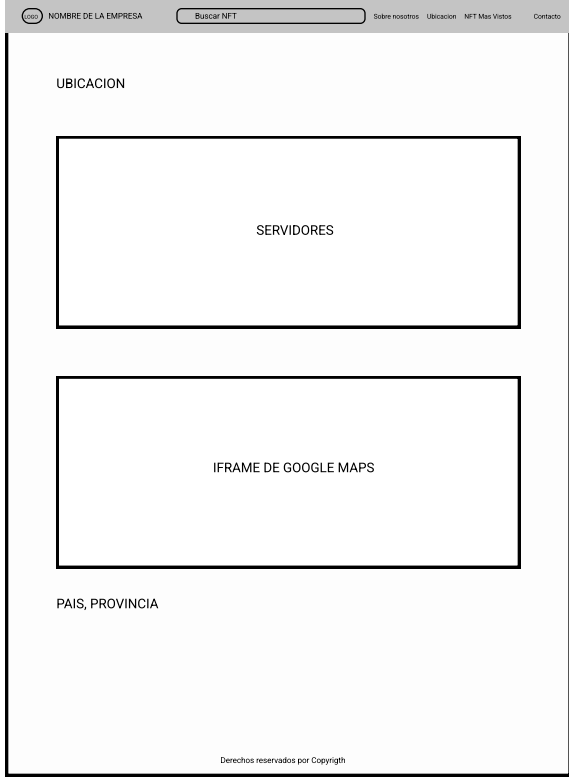 LOGO NOMBRE DE LA EMPRESA Buscar NFT Sobre nosotros Ubicacion NFT Mas Vistos Contacto
UBICACION
SERVIDORES
IFRAME DE GOOGLE MAPS
PAIS, PROVINCIA
Derechos reservados por Copyrigth